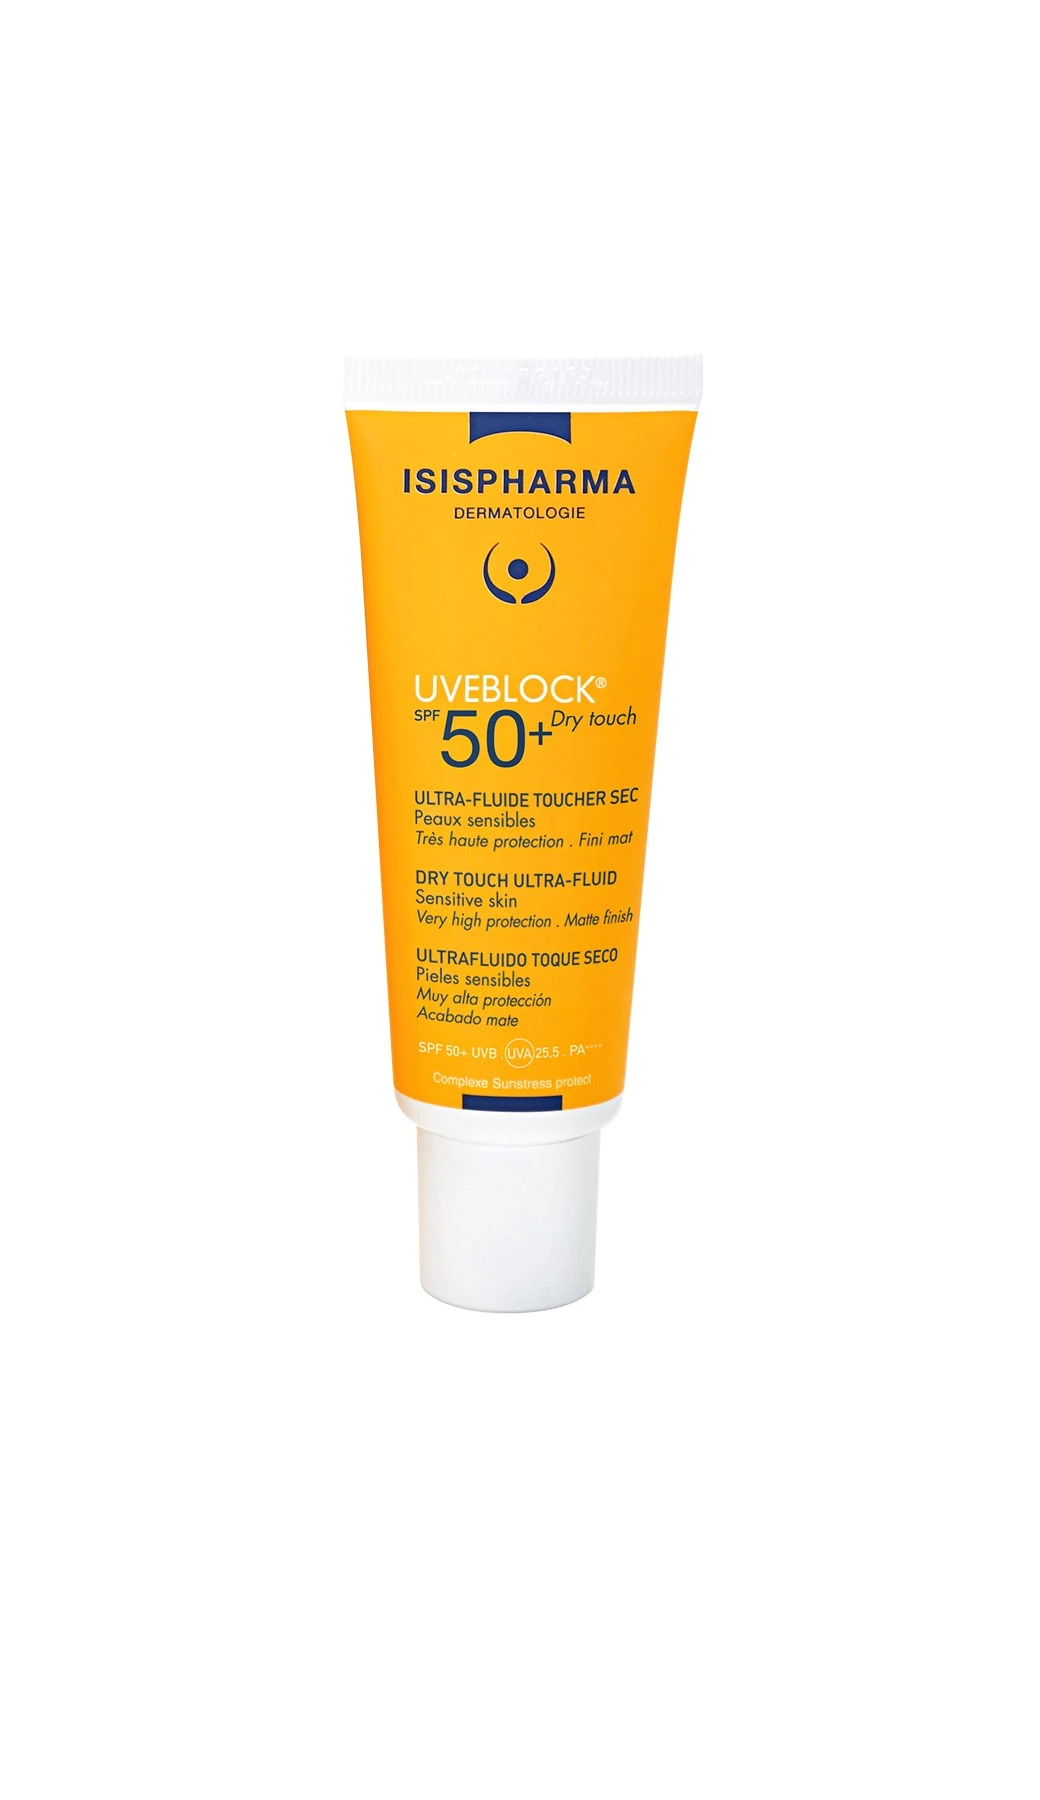 ISISPHARMA
DERMATOLOGIE
UVEBLOCK®
SPF 50+ Dry touch
ULTRA-FLUIDE TOUCHER SEC
Peaux sensibles
Très haute protection . Fini mat
DRY TOUCH ULTRA-FLUID
Sensitive skin
Very high protection . Matte finish
ULTRAFLUIDO TOQUE SECO
Pieles sensibles
Muy alta protección
Acabado mate
SPF 50+ UVB . UVA 25.5 . PA++++
Complexe Sunstress protect